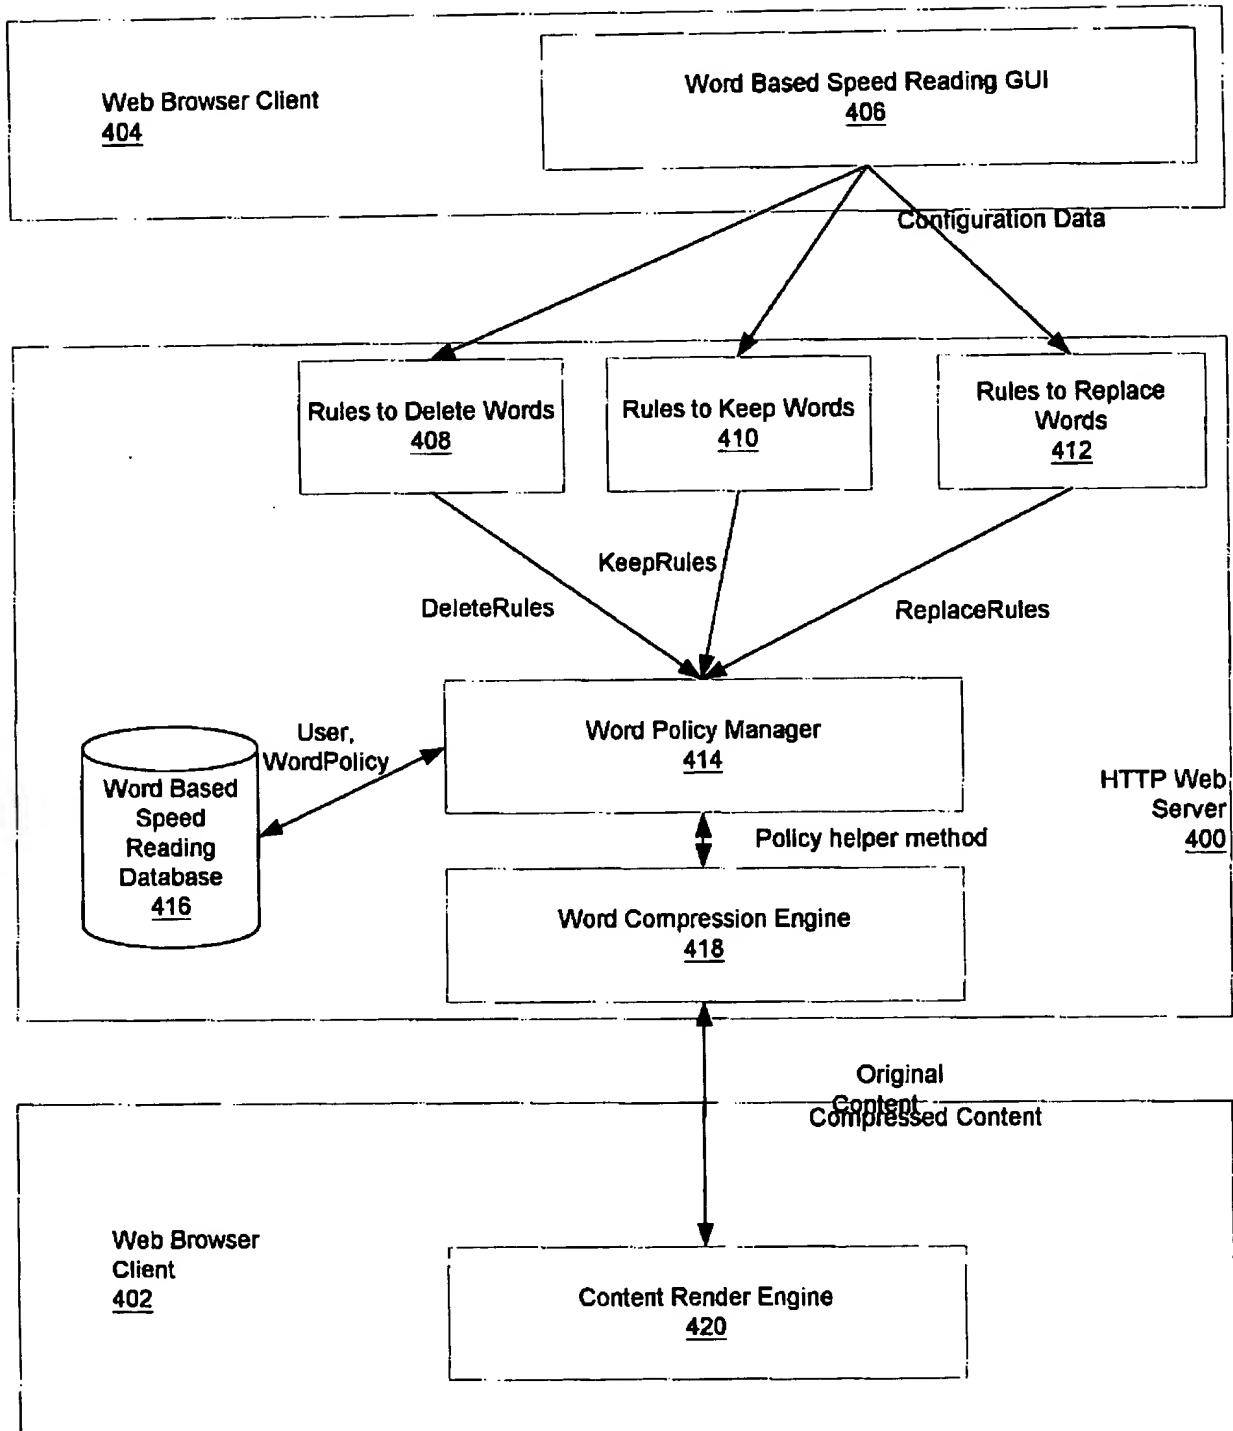 Word Based Speed Reading GUI
406
Web Browser Client
404
Configuration Data
Rules to Delete Words
408
Rules to Keep Words
410
Rules to Replace
Words
412
KeepRules
DeleteRules
ReplaceRules
User,
WordPolicy
Word Policy Manager
414
Word Based
Speed
Reading
Database
416
HTTP Web
Server
400
Policy helper method
Word Compression Engine
418
Original
Content
Compressed Content
Web Browser
Client
402
Content Render Engine
420